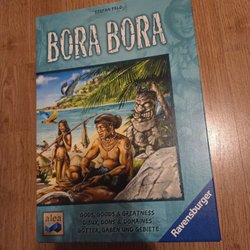 STEFAN FELD
BORA BORA
GODS, GOODS & GREATNESS
DIEUX, DONS & DOMAINES
GÖTTER, GABEN UND GEBIETE
alea
Ravensburger